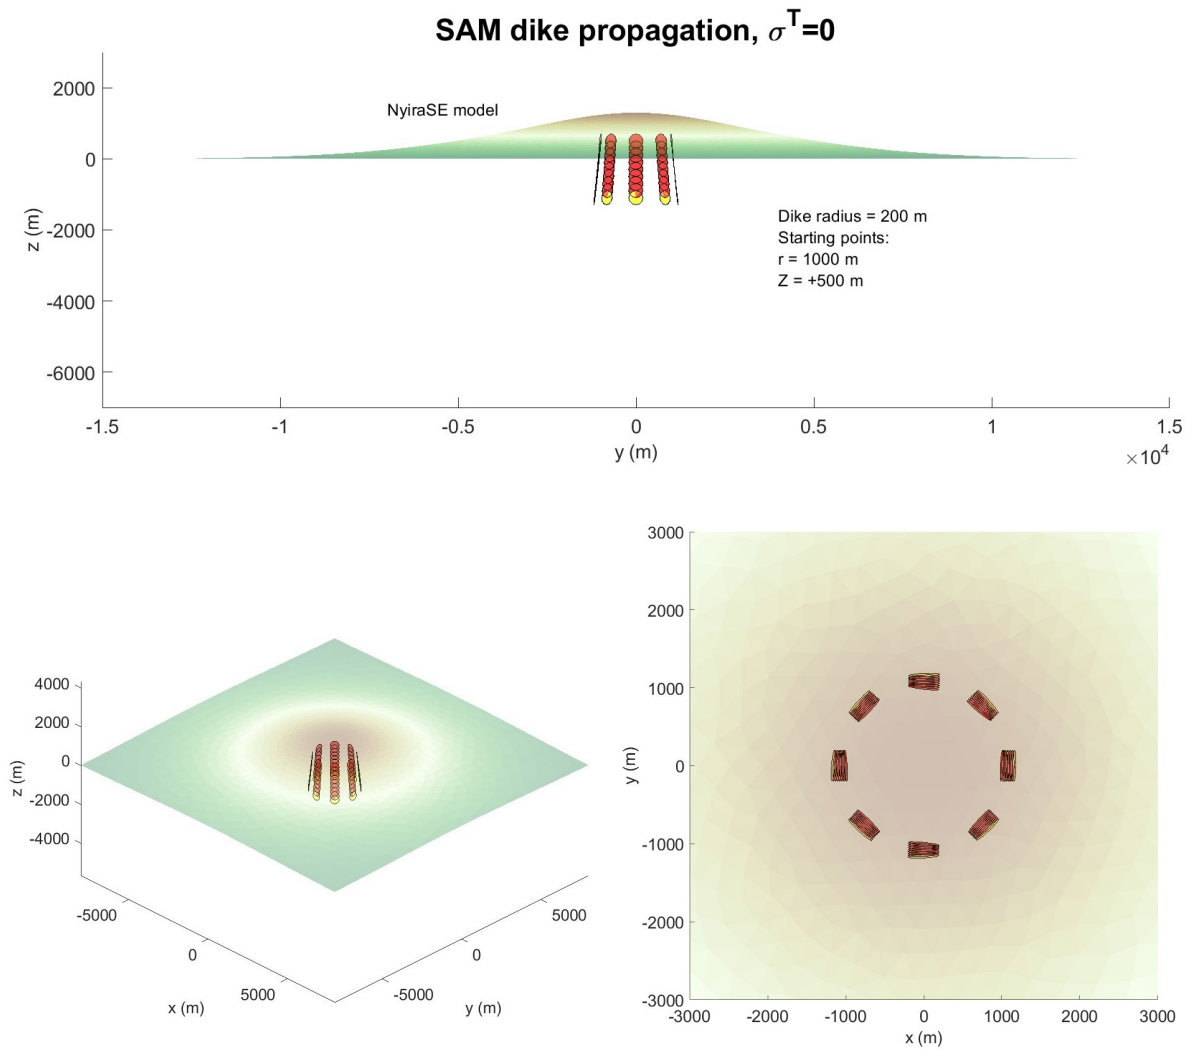 SAM dike propagation, σ^T=0
2000
NyiraSE model
0
z (m)
-2000
Dike radius = 200 m
Starting points:
r = 1000 m
Z = +500 m
-4000
-6000
-1.5 -1 -0.5 0 0.5 1 1.5
y (m)
×10^4
4000
2000
0
z (m)
-2000
-4000
-5000
0
5000
x (m)
5000
0
-5000
y (m)
3000
2000
1000
y (m)
0
-1000
-2000
-3000
-3000 -2000 -1000 0 1000 2000 3000
x (m)